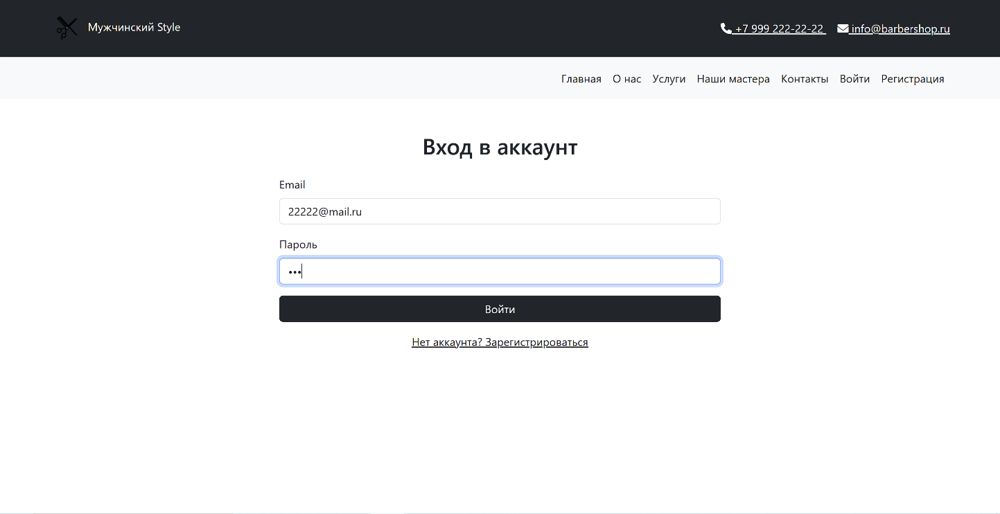 Мужчинский Style
+7 999 222-22-22 info@barbershop.ru
Главная О нас Услуги Наши мастера Контакты Войти Регистрация
Вход в аккаунт
Email
22222@mail.ru
Пароль
•••
Войти
Нет аккаунта? Зарегистрироваться